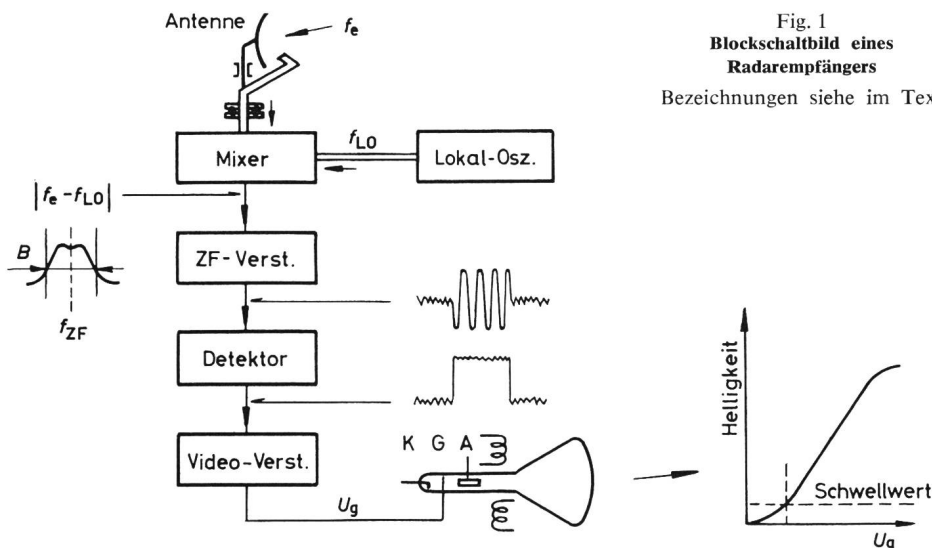 Antenne
fe
Fig. 1
Blockschaltbild eines
Radarempfängers
Bezeichnungen siehe im Tex
Mixer
fLO
Lokal-Osz.
|fe – fLO|
B
fZF
ZF-Verst.
Detektor
Video-Verst.
K G A
Ug
Helligkeit
Schwellwert
Ug